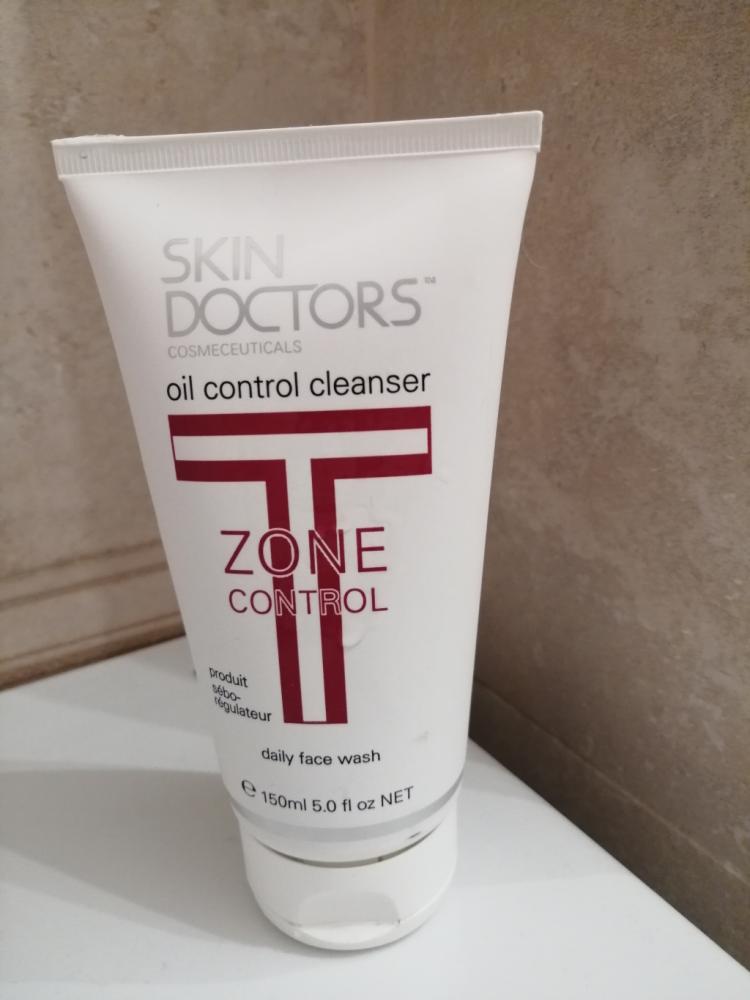 SKIN
DOCTORS™
COSMECEUTICALS
oil control cleanser
T
ZONE
CONTROL
produit
sébo-
régulateur
daily face wash
℮ 150ml 5.0 fl oz NET